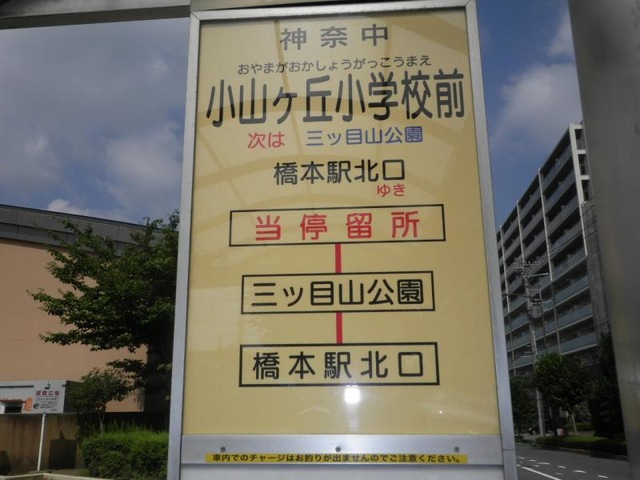 神奈中
おやまがおかしょうがっこうまえ
小山ヶ丘小学校前
次は 三ッ目山公園
橋本駅北口
ゆき
当停留所
三ッ目山公園
橋本駅北口
車内でのチャージはお釣りが出ませんのでご注意ください。